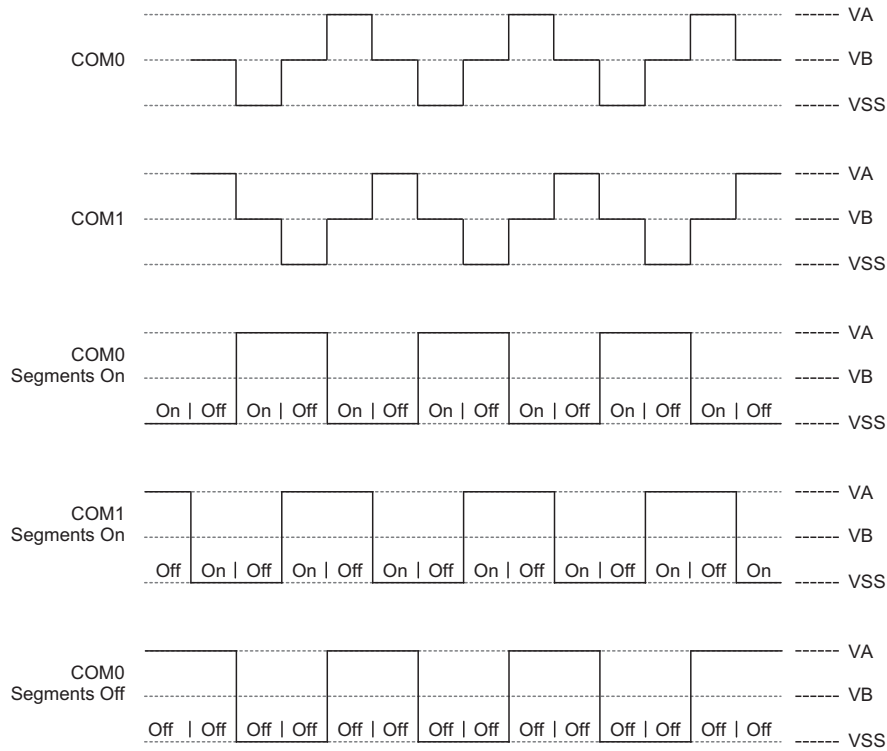 VA
COM0
VB
VSS
VA
COM1
VB
VSS
VA
COM0
Segments On
VB
On | Off | On | Off | On | Off | On | Off | On | Off | On | Off | On | Off
VSS
VA
COM1
Segments On
VB
Off | On | Off | On | Off | On | Off | On | Off | On | Off | On | Off | On
VSS
VA
COM0
Segments Off
VB
Off | Off | Off | Off | Off | Off | Off | Off | Off | Off | Off | Off | Off | Off
VSS